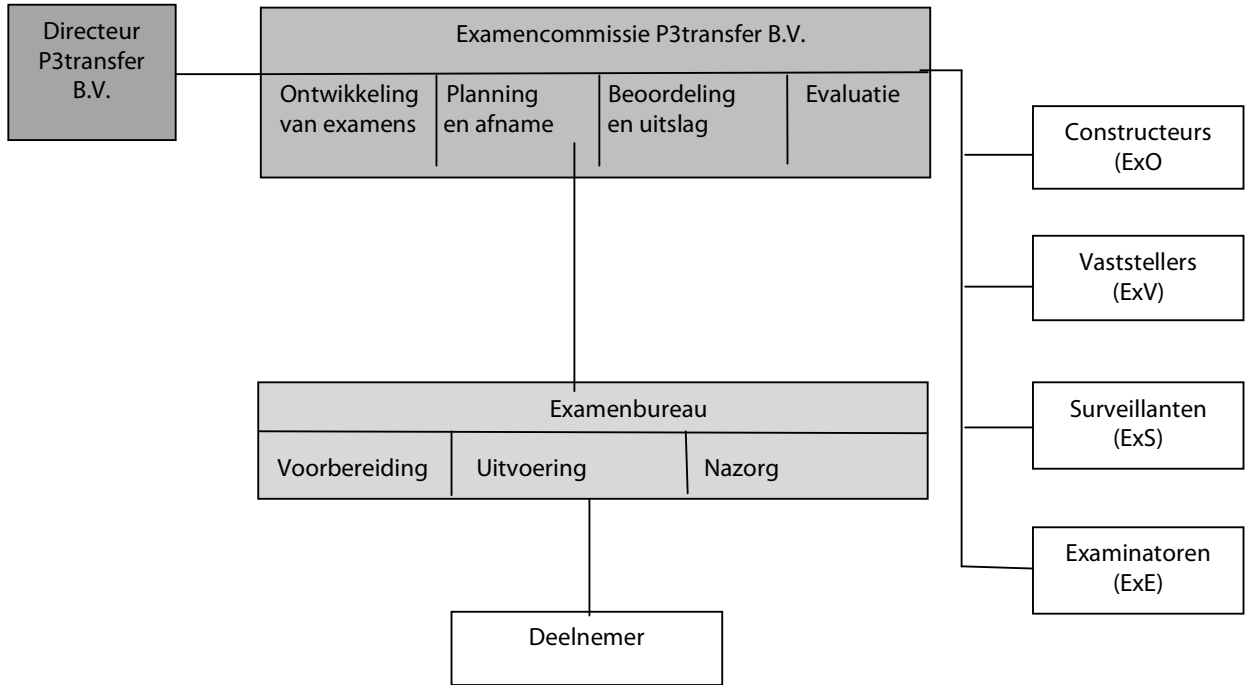 Directeur
P3transfer
B.V.
Examencommissie P3transfer B.V.
Ontwikkeling
van examens
Planning
en afname
Beoordeling
en uitslag
Evaluatie
Constructeurs
(ExO
Vaststellers
(ExV)
Surveillanten
(ExS)
Examinatoren
(ExE)
Examenbureau
Voorbereiding
Uitvoering
Nazorg
Deelnemer